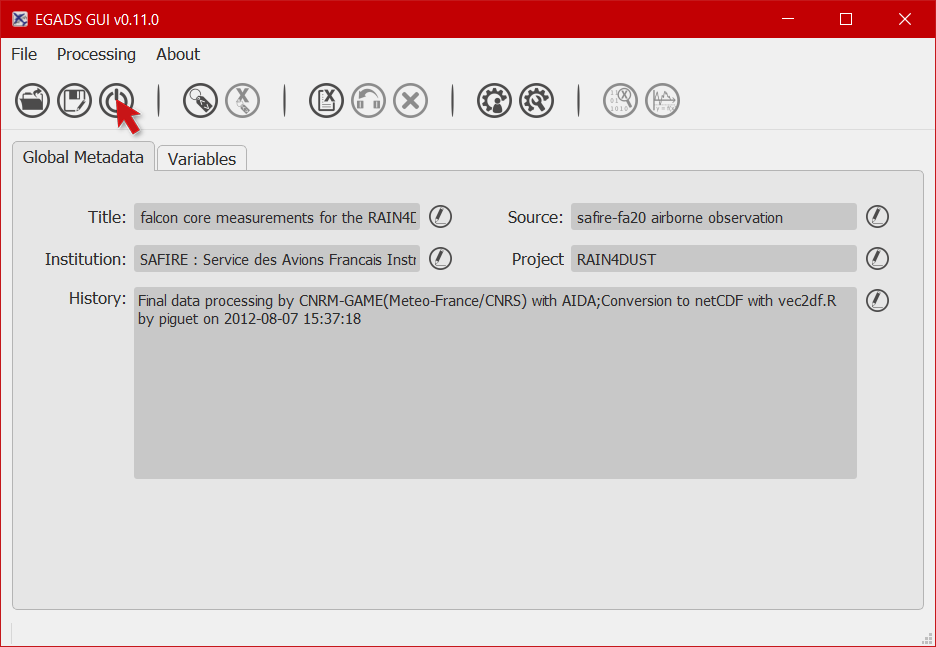 EGADS GUI v0.11.0
File Processing About
Global Metadata Variables
Title: falcon core measurements for the RAIN4D
Source: safire-fa20 airborne observation
Institution: SAFIRE : Service des Avions Francais Instr
Project RAIN4DUST
History: Final data processing by CNRM-GAME(Meteo-France/CNRS) with AIDA;Conversion to netCDF with vec2df.R
by piguet on 2012-08-07 15:37:18